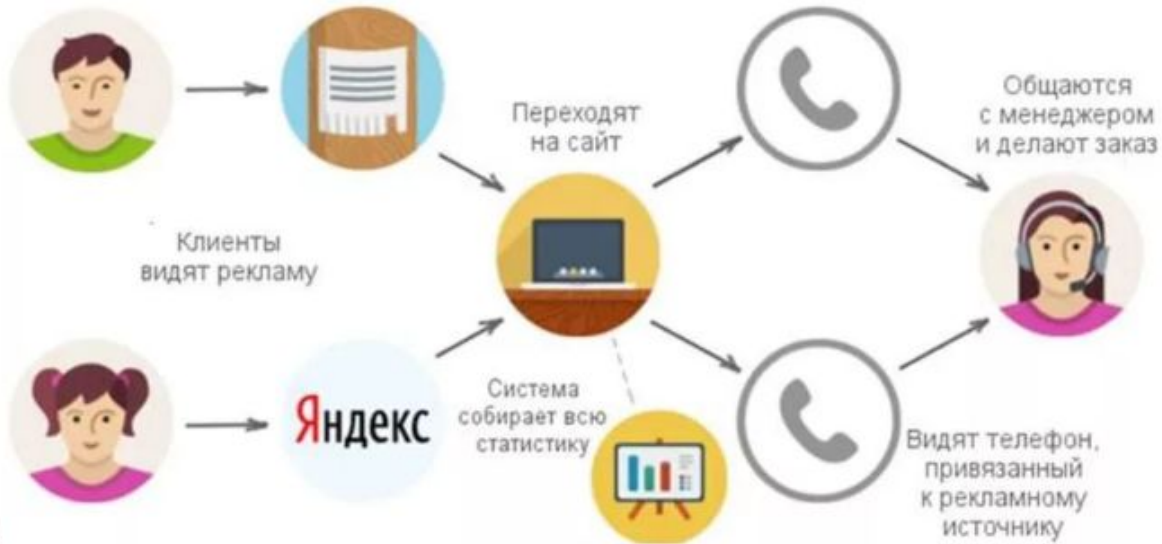 Переходят
на сайт
Общаются
с менеджером
и делают заказ
Клиенты
видят рекламу
Яндекс
Система
собирает всю
статистику
Видят телефон,
привязанный
к рекламному
источнику